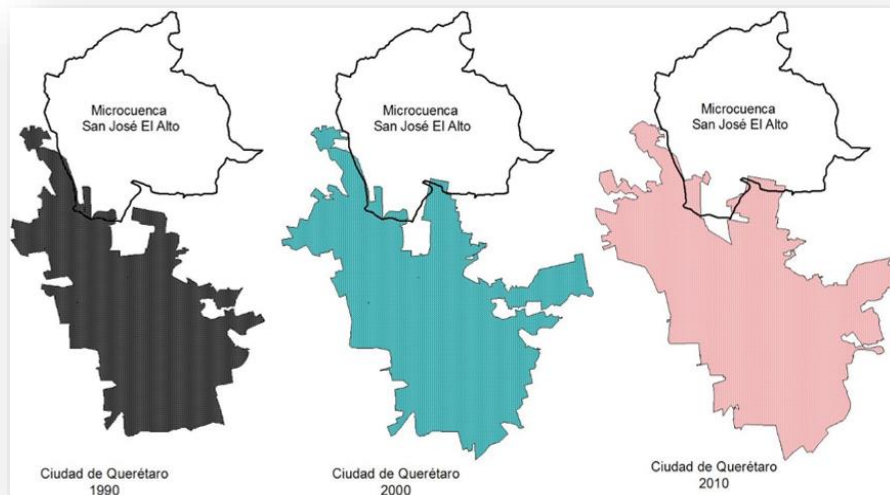 Microcuenca
San José El Alto
Microcuenca
San José El Alto
Microcuenca
San José El Alto
Ciudad de Querétaro
1990
Ciudad de Querétaro
2000
Ciudad de Querétaro
2010